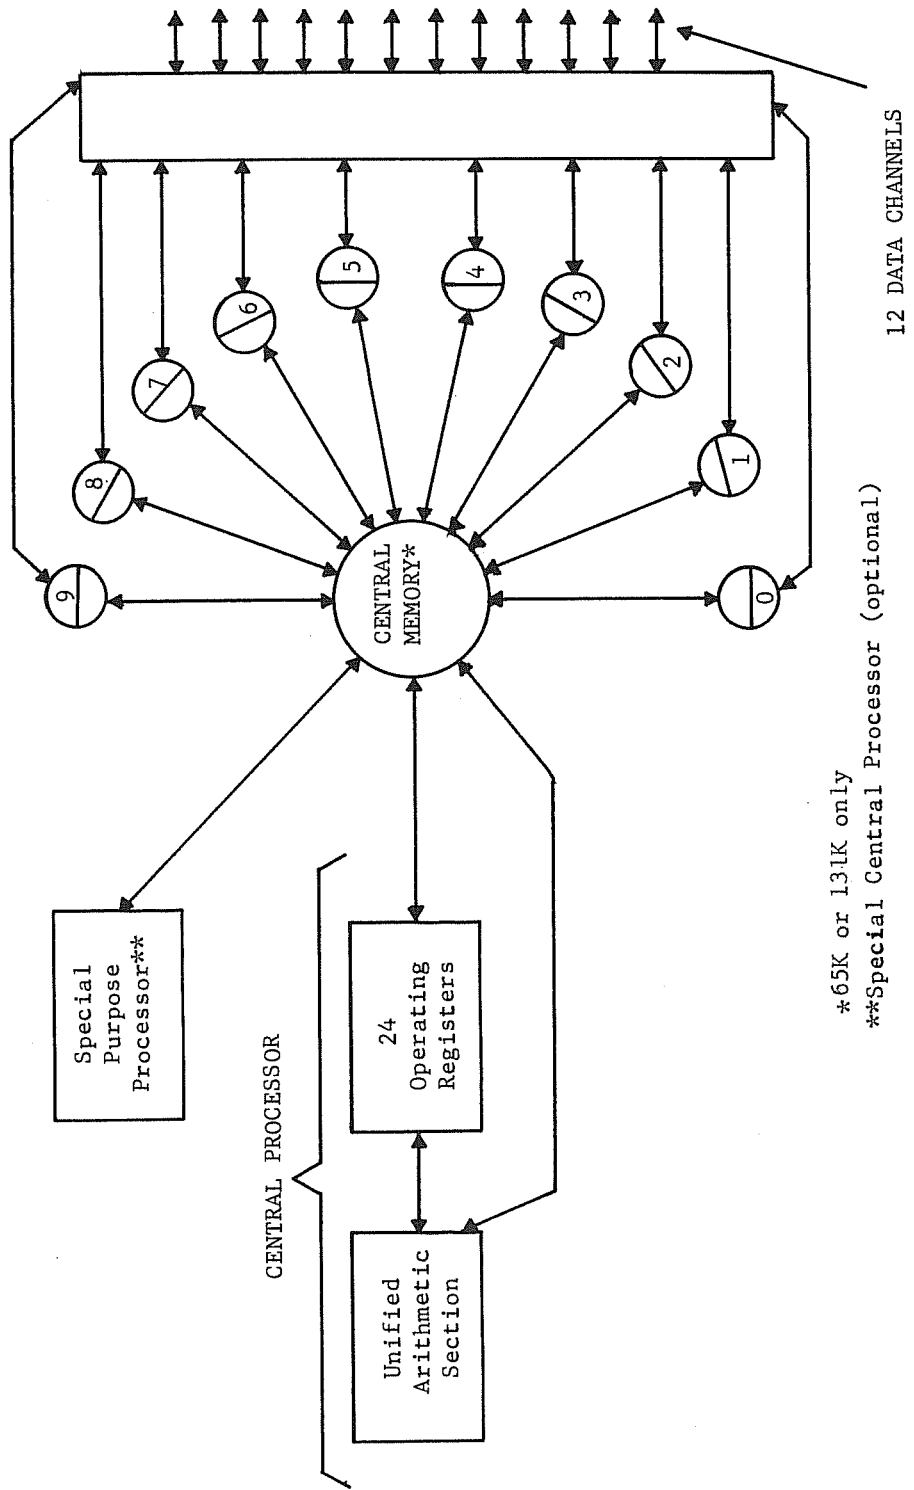 Special
Purpose
Processor**
CENTRAL PROCESSOR
Unified
Arithmetic
Section
24
Operating
Registers
CENTRAL
MEMORY*
9
8
7
6
5
4
3
2
1
0
12 DATA CHANNELS
*65K or 131K only
**Special Central Processor (optional)